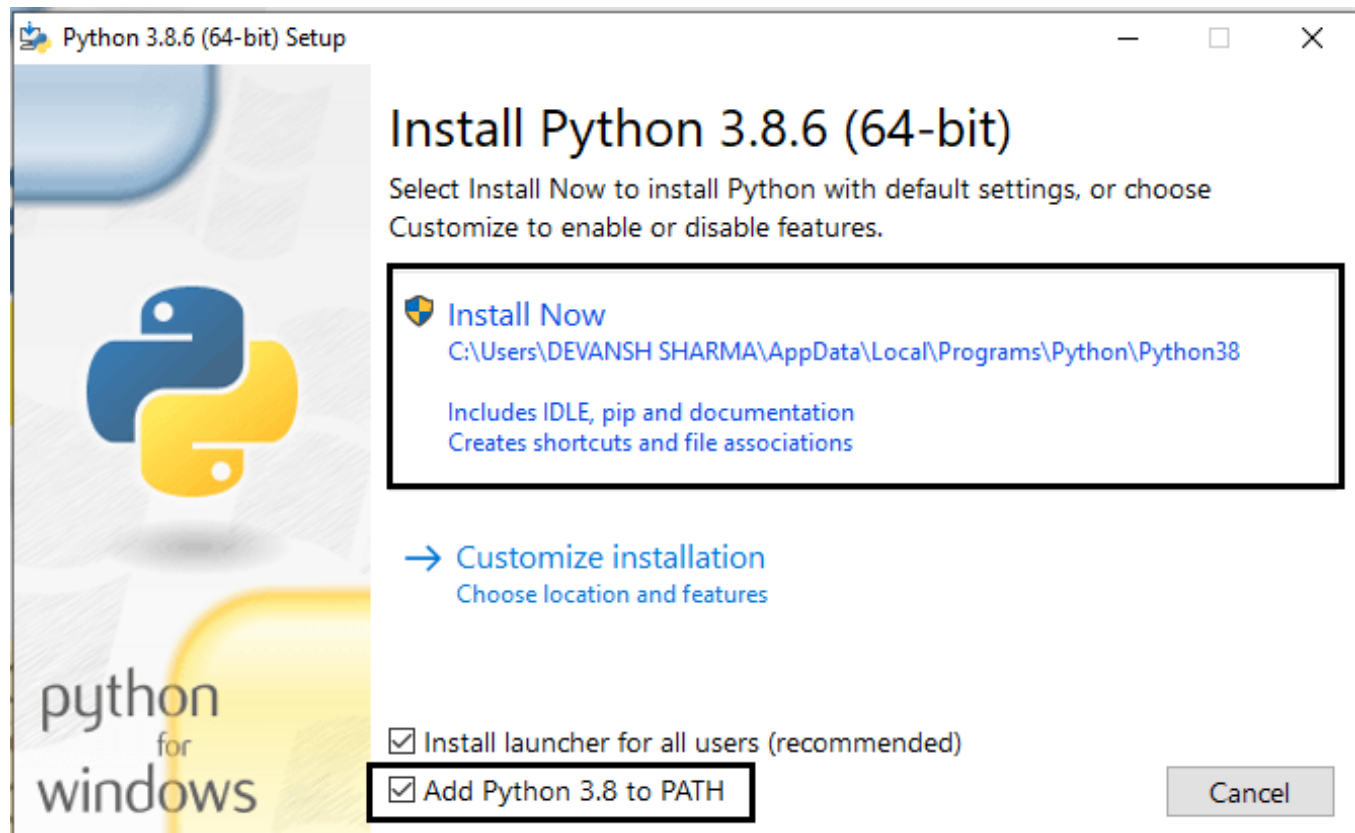 Python 3.8.6 (64-bit) Setup
Install Python 3.8.6 (64-bit)
Select Install Now to install Python with default settings, or choose
Customize to enable or disable features.
Install Now
C:\Users\DEVANSH SHARMA\AppData\Local\Programs\Python\Python38
Includes IDLE, pip and documentation
Creates shortcuts and file associations
Customize installation
Choose location and features
python
for
windows
Install launcher for all users (recommended)
Add Python 3.8 to PATH
Cancel